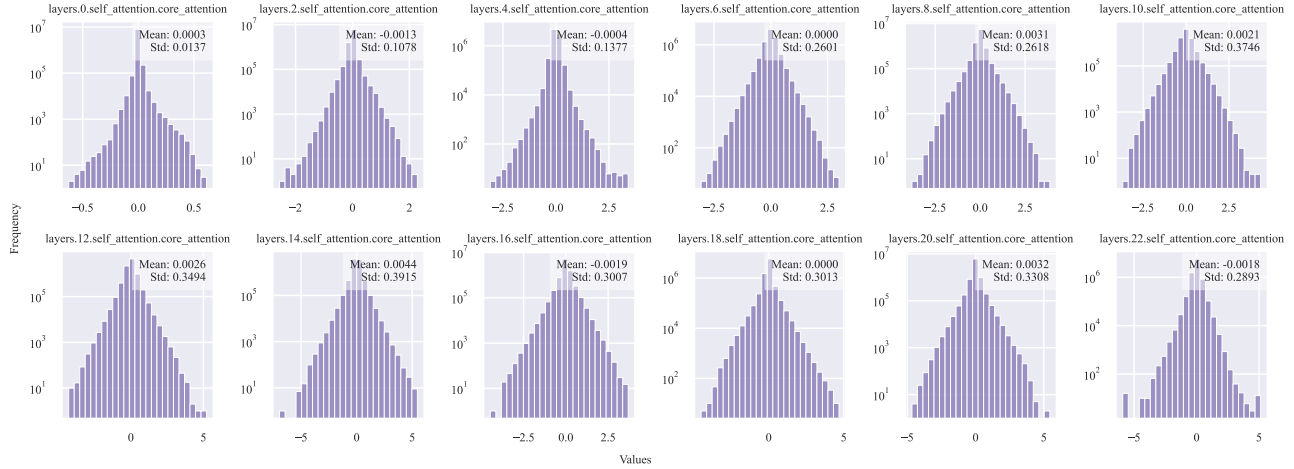 layers.0.self_attention.core_attention
Mean: 0.0003
Std: 0.0137
10^7
10^5
10^3
10^1
−0.5
0.0
0.5
layers.2.self_attention.core_attention
Mean: -0.0013
Std: 0.1078
10^7
10^5
10^3
10^1
−2
0
2
layers.4.self_attention.core_attention
Mean: -0.0004
Std: 0.1377
10^6
10^4
10^2
−2.5
0.0
2.5
layers.6.self_attention.core_attention
Mean: 0.0000
Std: 0.2601
10^6
10^4
10^2
−2.5
0.0
2.5
layers.8.self_attention.core_attention
Mean: 0.0031
Std: 0.2618
10^7
10^5
10^3
10^1
−2.5
0.0
2.5
layers.10.self_attention.core_attention
Mean: 0.0021
Std: 0.3746
10^5
10^3
10^1
−2.5
0.0
2.5
Frequency
layers.12.self_attention.core_attention
Mean: 0.0026
Std: 0.3494
10^5
10^3
10^1
0
5
layers.14.self_attention.core_attention
Mean: 0.0044
Std: 0.3915
10^7
10^5
10^3
10^1
−5
0
5
layers.16.self_attention.core_attention
Mean: -0.0019
Std: 0.3007
10^7
10^5
10^3
10^1
−2.5
0.0
2.5
layers.18.self_attention.core_attention
Mean: 0.0000
Std: 0.3013
10^6
10^4
10^2
0
5
layers.20.self_attention.core_attention
Mean: 0.0032
Std: 0.3308
10^7
10^5
10^3
10^1
−5
0
5
layers.22.self_attention.core_attention
Mean: -0.0018
Std: 0.2893
10^6
10^4
10^2
−5
0
5
Values